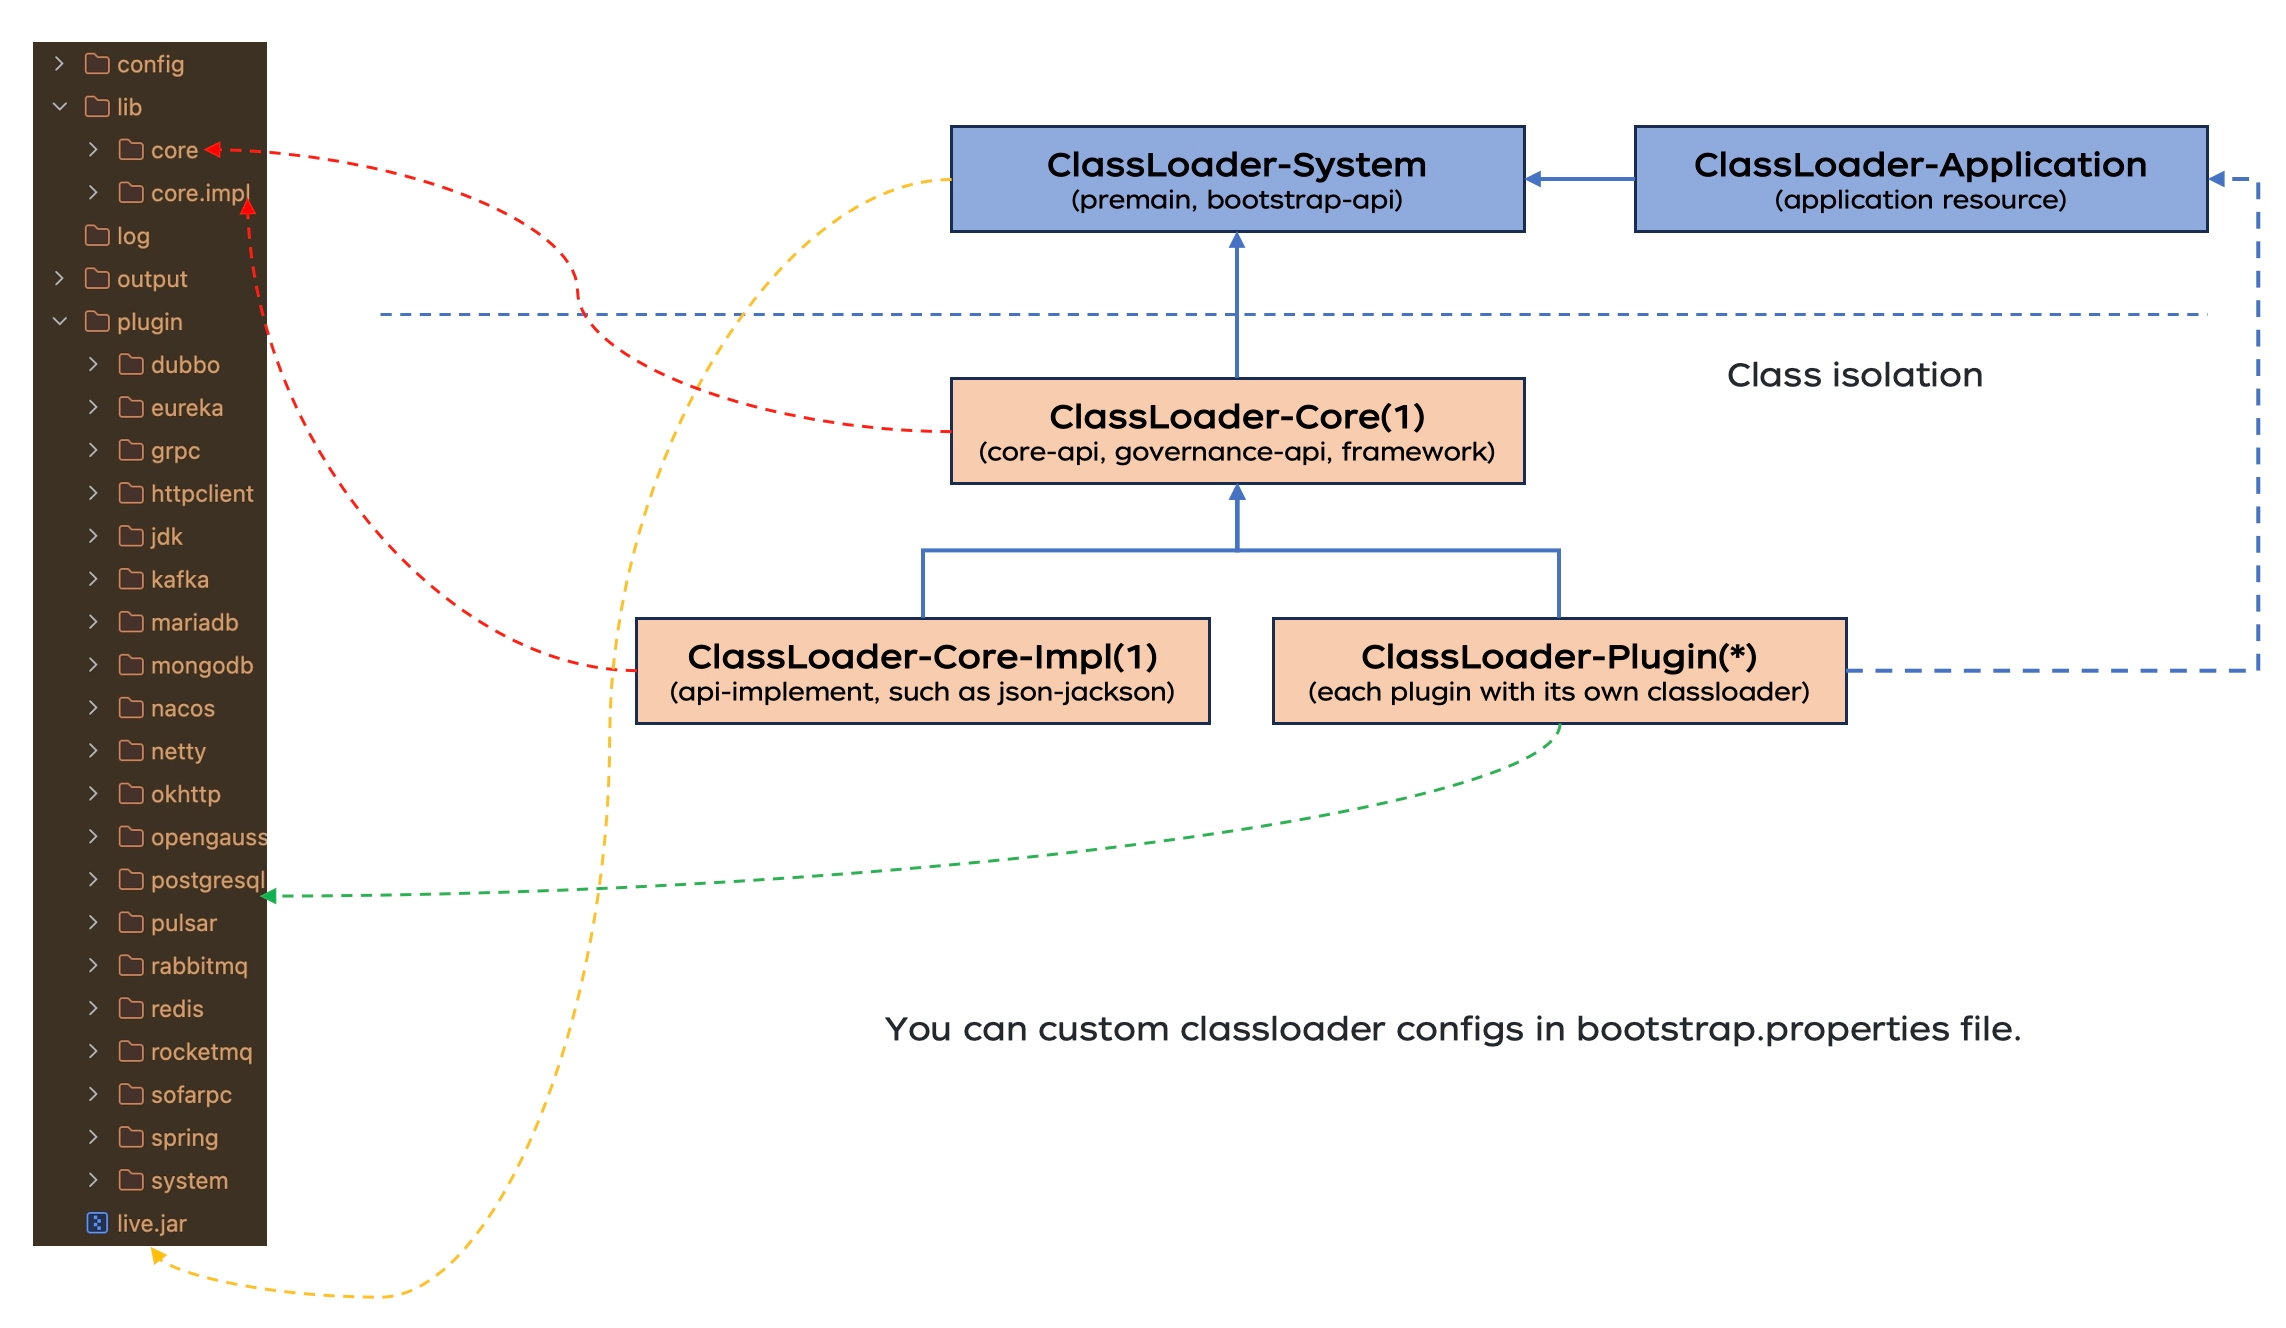 config
lib
core
core.impl
log
output
plugin
dubbo
eureka
grpc
httpclient
jdk
kafka
mariadb
mongodb
nacos
netty
okhttp
opengauss
postgresql
pulsar
rabbitmq
redis
rocketmq
sofarpc
spring
system
live.jar
ClassLoader-System
(premain, bootstrap-api)
ClassLoader-Application
(application resource)
Class isolation
ClassLoader-Core(1)
(core-api, governance-api, framework)
ClassLoader-Core-Impl(1)
(api-implement, such as json-jackson)
ClassLoader-Plugin(*)
(each plugin with its own classloader)
You can custom classloader configs in bootstrap.properties file.